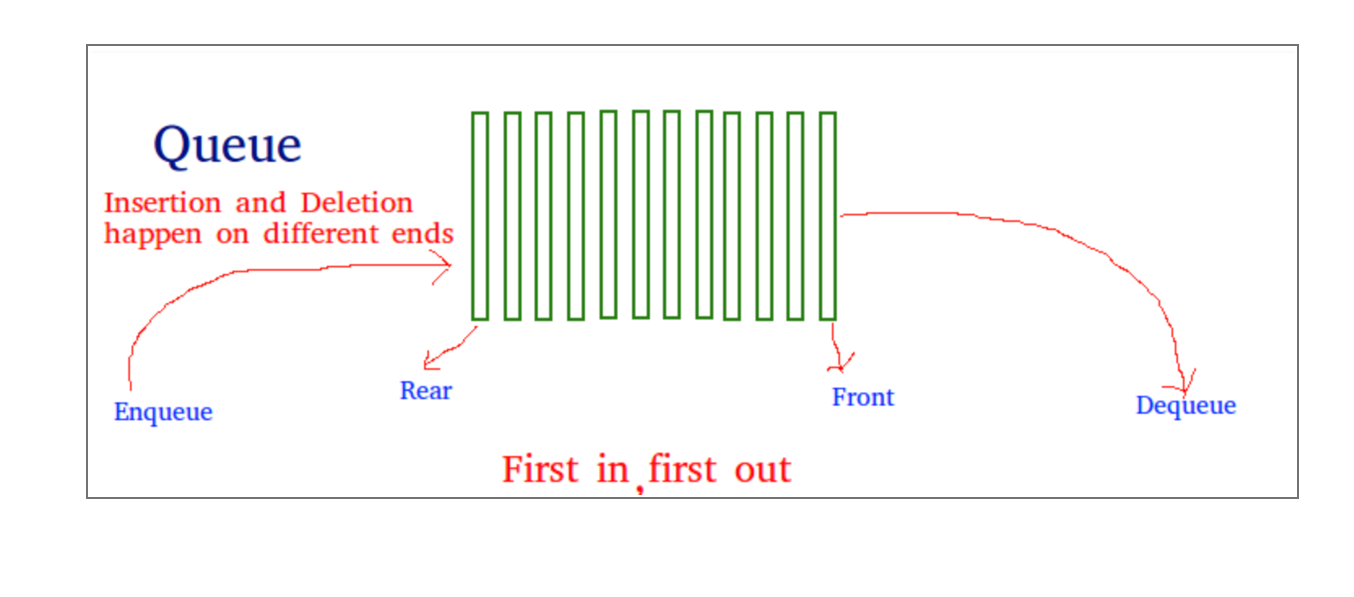 Queue
Insertion and Deletion
happen on different ends
Enqueue
Rear
Front
Dequeue
First in,first out